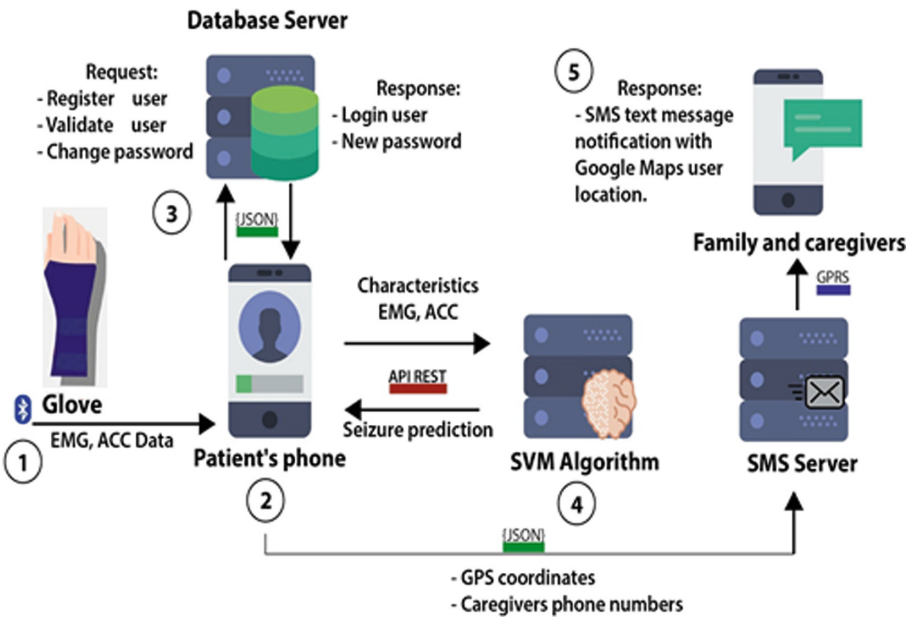 Database Server
Request:
- Register user
- Validate user
- Change password
Response:
- Login user
- New password
3
{JSON}
5
Response:
- SMS text message
notification with
Google Maps user
location.
Family and caregivers
GPRS
Characteristics
EMG, ACC
API REST
Seizure prediction
Glove
EMG, ACC Data
1
Patient's phone
2
SVM Algorithm
4
SMS Server
{JSON}
- GPS coordinates
- Caregivers phone numbers